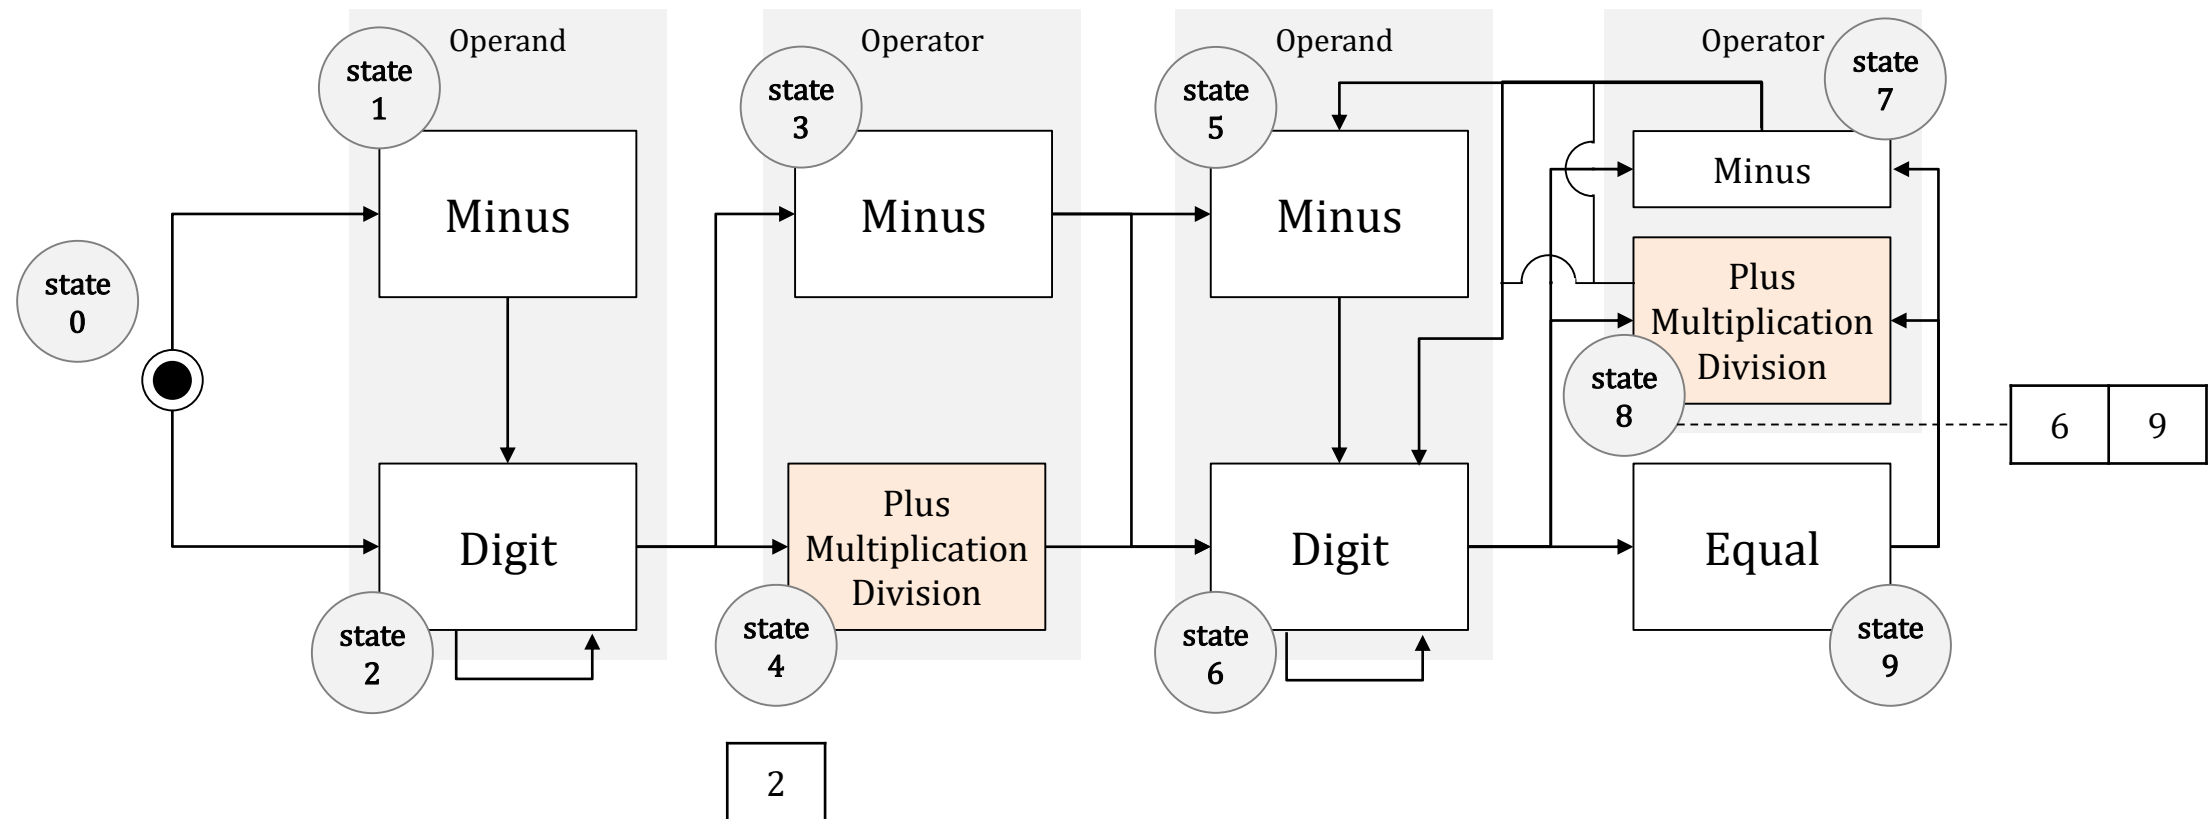 Operand
Operator
Operand
Operator
state
1
state
3
state
5
state
7
Minus
Minus
Minus
Minus
state
0
Plus
Multiplication
Division
state
8
6
9
Digit
Plus
Multiplication
Division
Digit
Equal
state
2
state
4
state
6
state
9
2